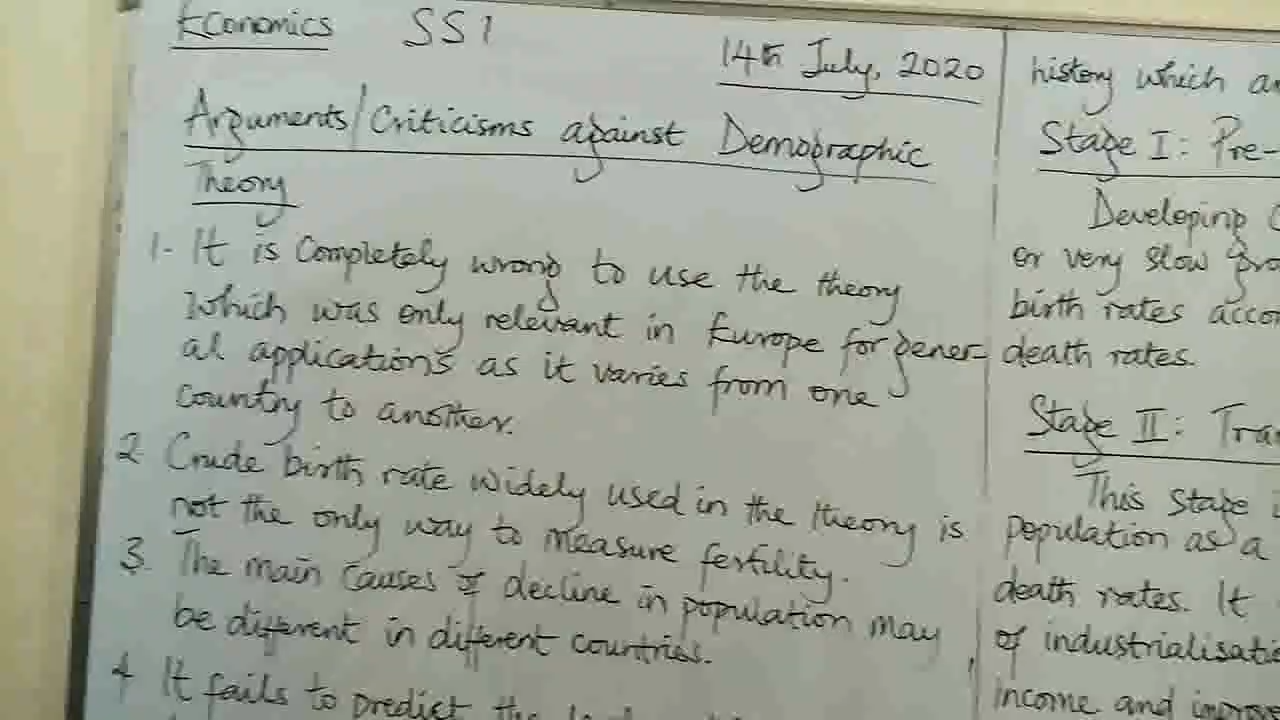 Economics SS1
14th July, 2020
Arguments/Criticisms against Demographic
Theory
1- It is completely wrong to use the theory
which was only relevant in Europe for gener-
al applications as it varies from one
country to another.
2 Crude birth rate widely used in the theory is
not the only way to measure fertility.
3. The main causes of decline in population may
be different in different countries.
4 It fails to predict the
history which
Stage I: Pre-
Developing
or very slow
birth rates
death rates.
Stage II:
This stage
population as a
death rates. It
of
income and